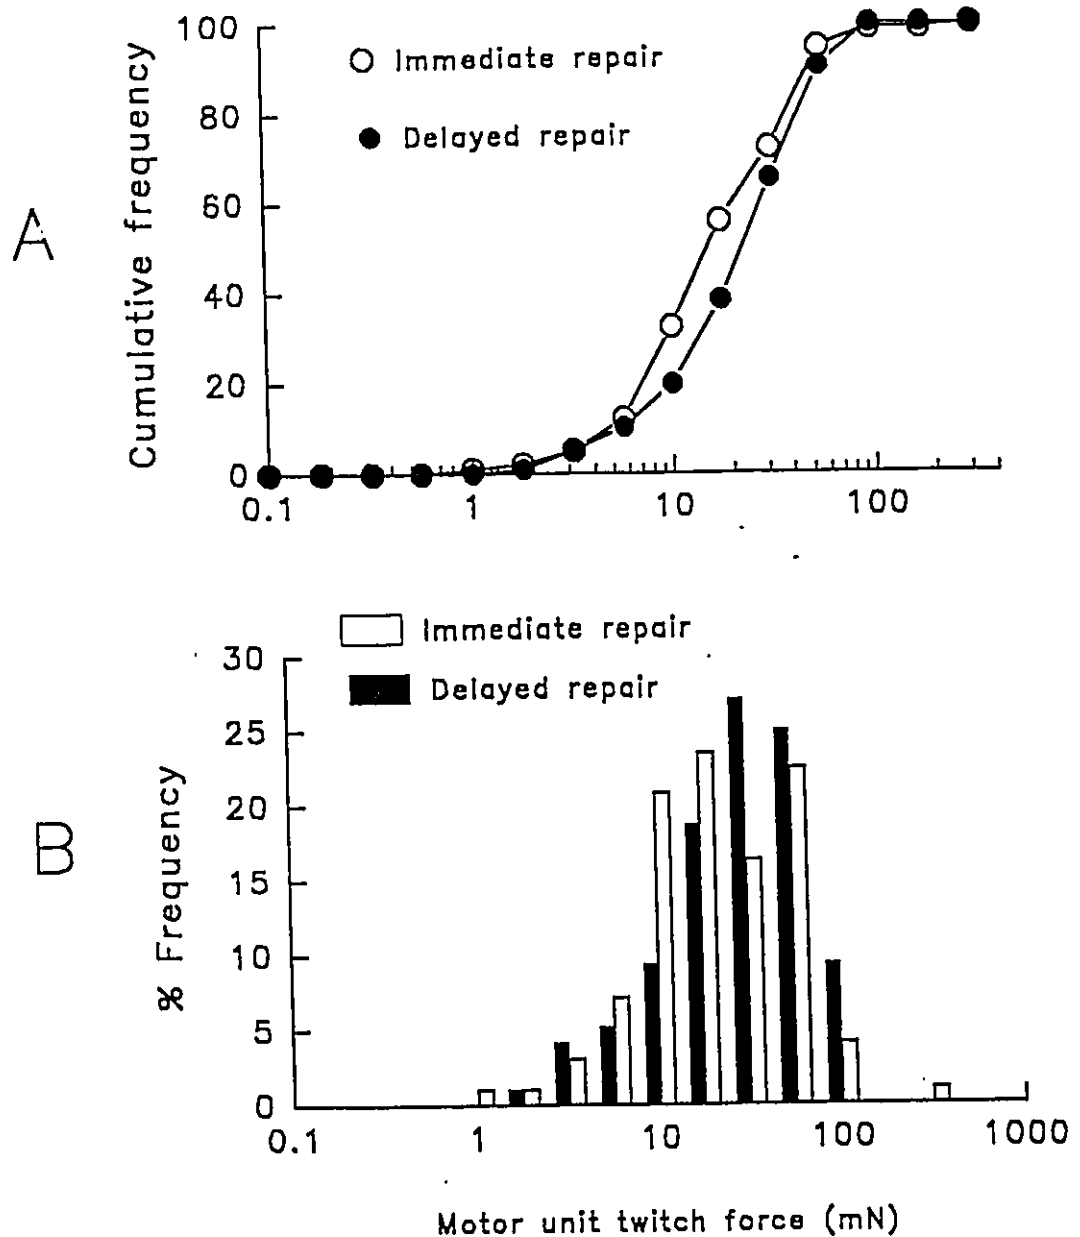 A
Cumulative frequency
100
80
60
40
20
0
Immediate repair
Delayed repair
0.1 1 10 100
B
% Frequency
30
25
20
15
10
5
0
Immediate repair
Delayed repair
0.1 1 10 100 1000
Motor unit twitch force (mN)